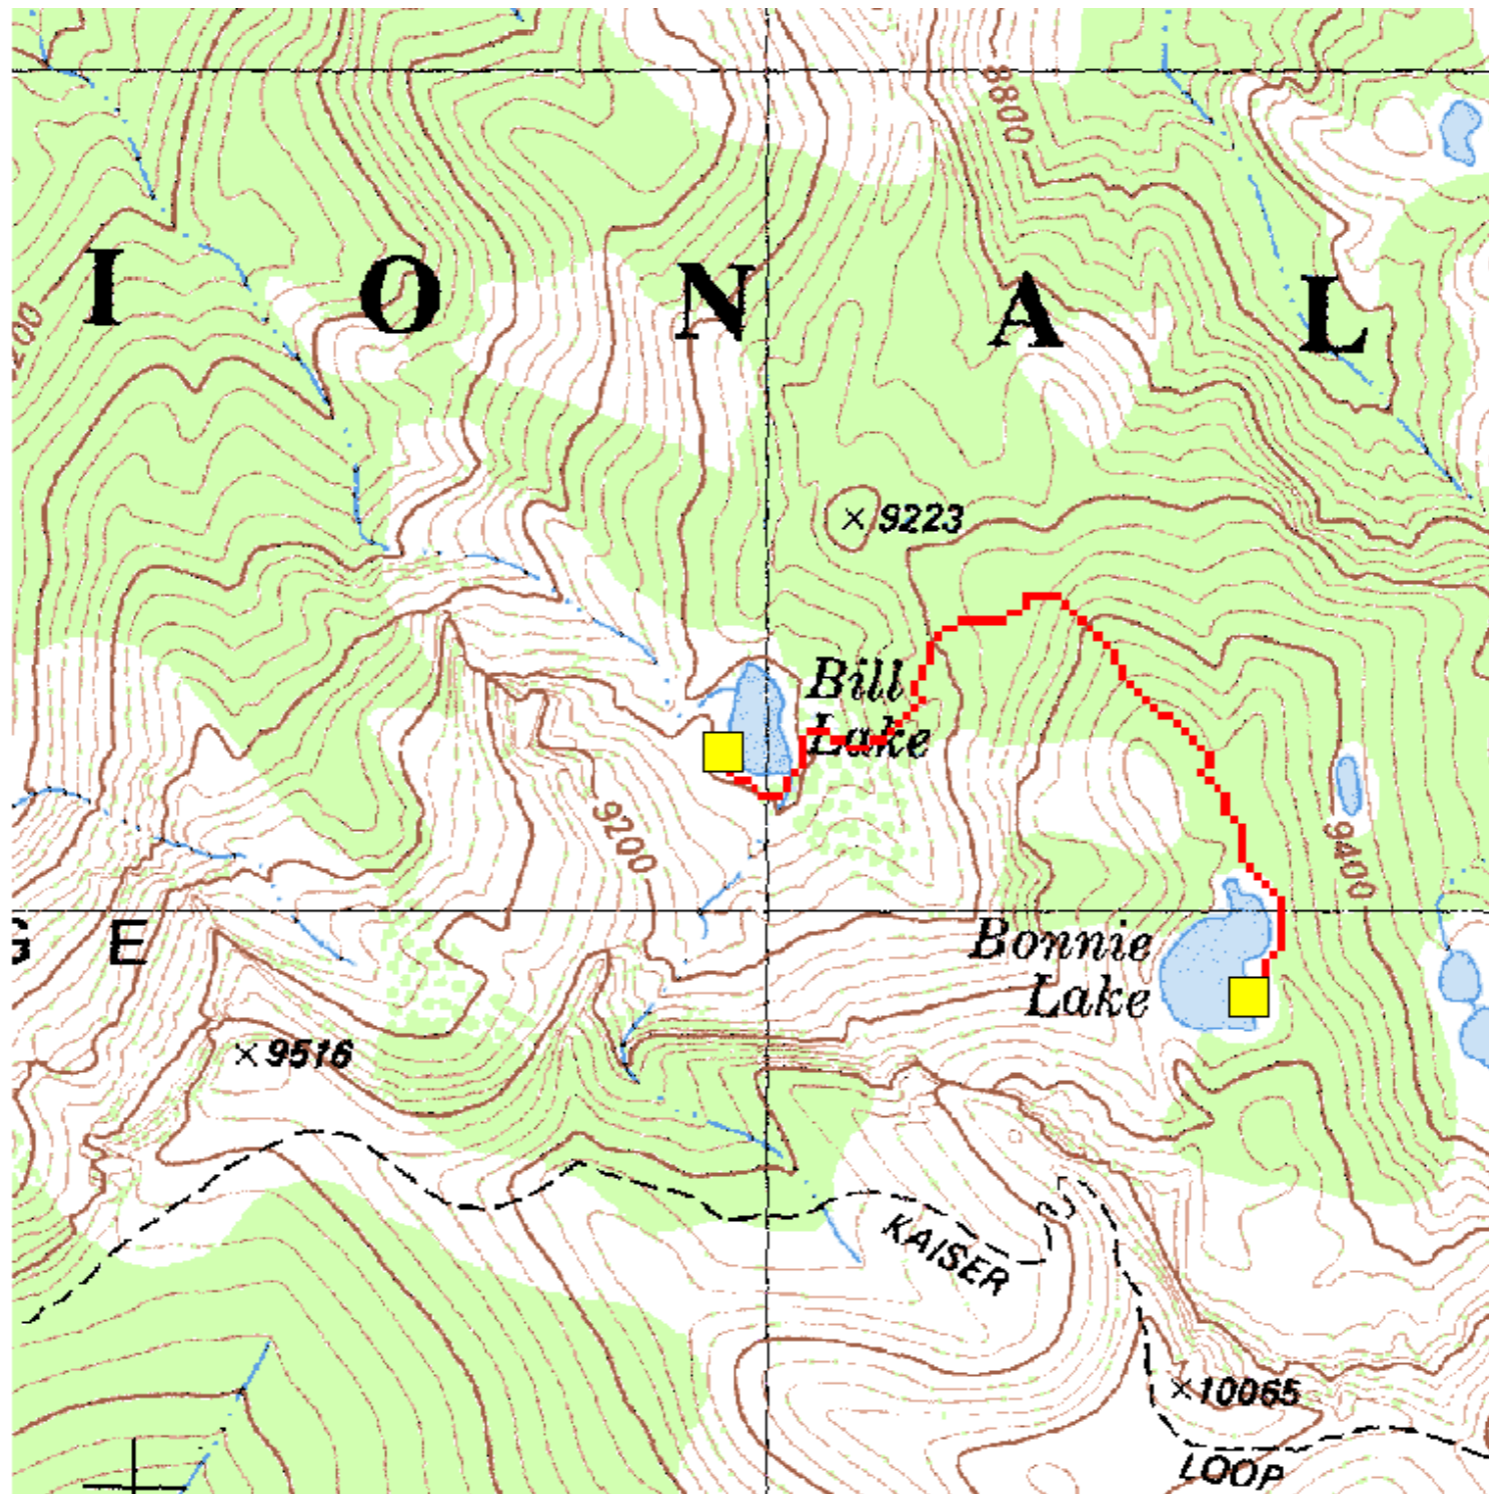 8800
I O N A L
200
× 9223
Bill
Lake
9200
9400
G E
Bonnie
Lake
×9516
KAISER
×10065
LOOP